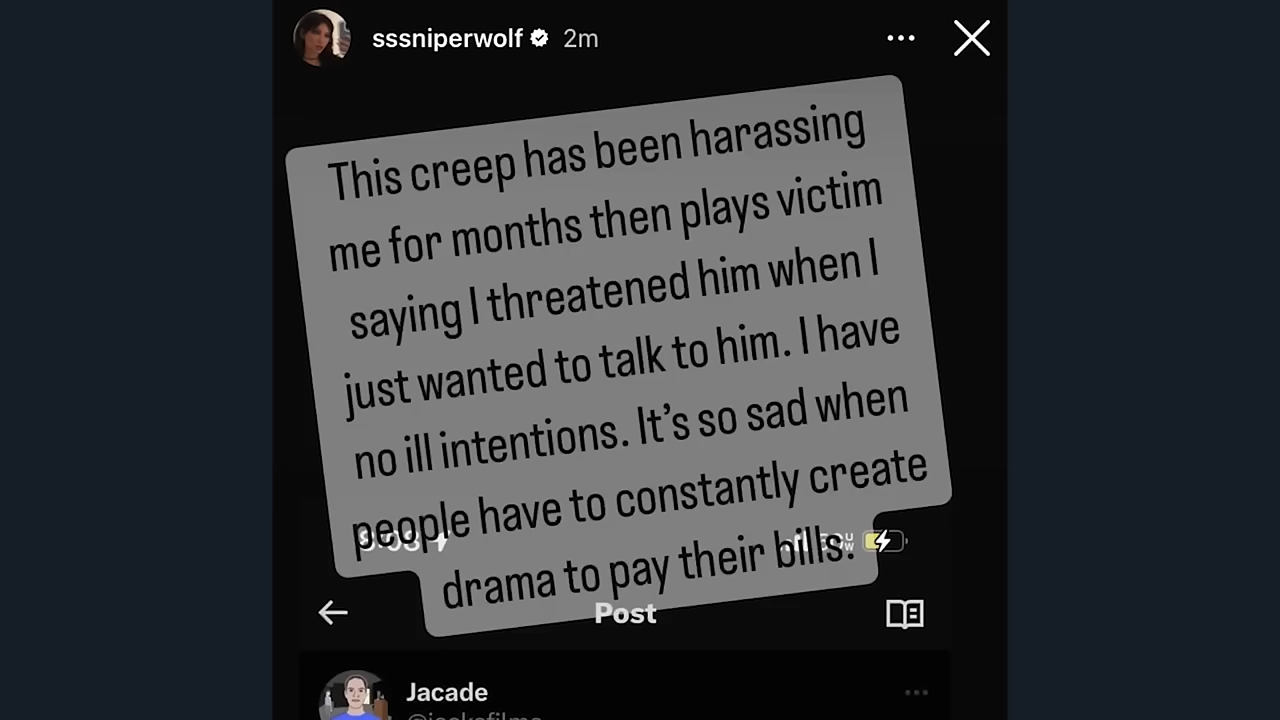 sssniperwolf 2m
This creep has been harassing
me for months then plays victim
saying I threatened him when I
just wanted to talk to him. I have
no ill intentions. It's so sad when
people have to constantly create
drama to pay their bills.
Post
Jacade